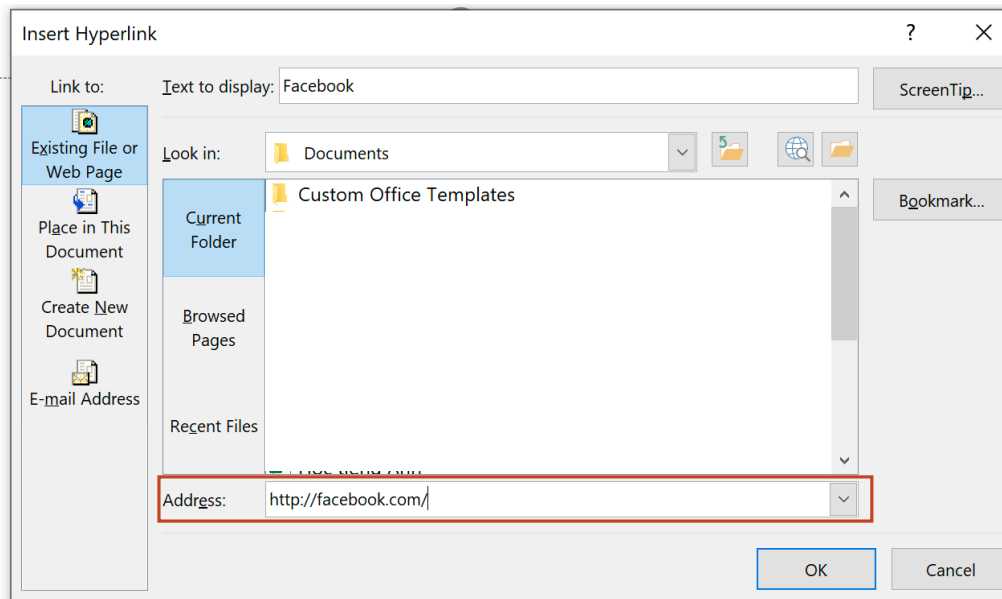 Insert Hyperlink
?
Link to:
Text to display:
Facebook
ScreenTip...
Existing File or
Web Page
Look in:
Documents
Current
Folder
Custom Office Templates
Bookmark...
Place in This
Document
Create New
Document
Browsed
Pages
E-mail Address
Recent Files
Address:
http://facebook.com/
OK
Cancel